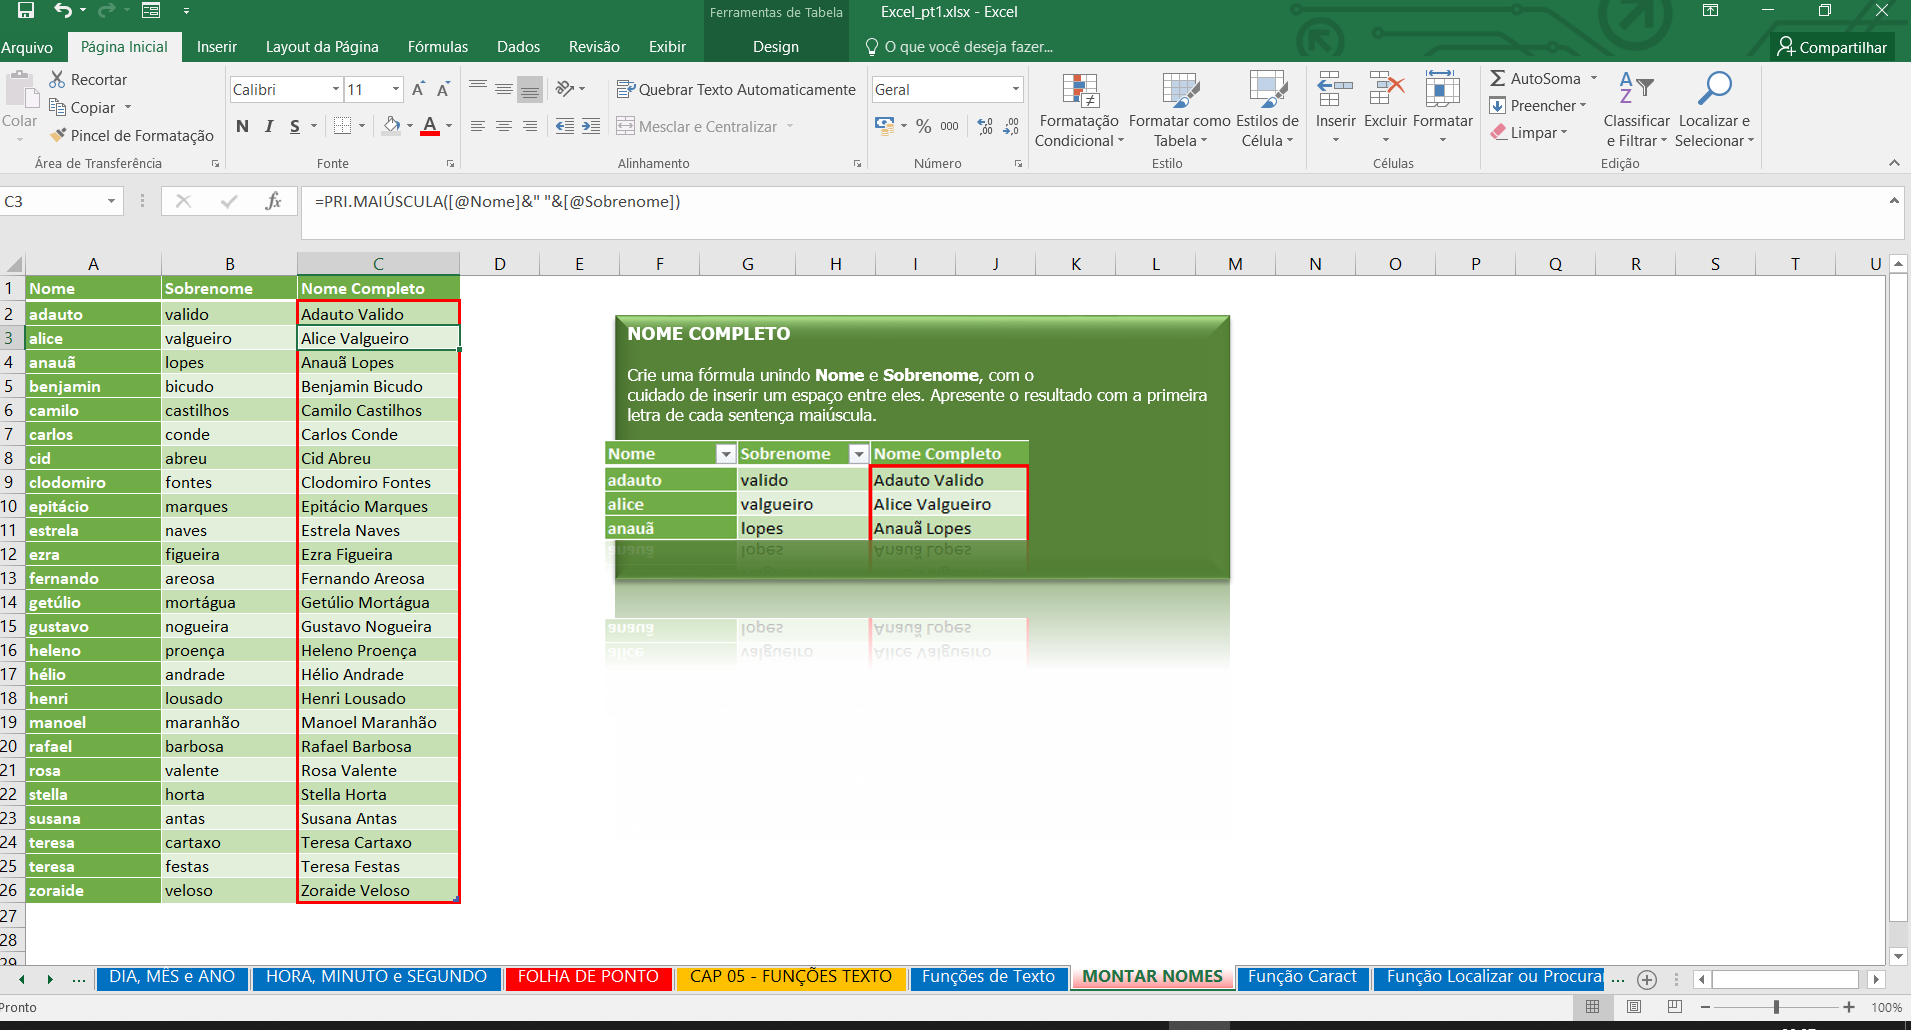 Ferramentas de Tabela
Excel_pt1.xlsx - Excel
Arquivo Página Inicial Inserir Layout da Página Fórmulas Dados Revisão Exibir Design O que você deseja fazer... Compartilhar
Colar
Recortar
Copiar
Pincel de Formatação
Área de Transferência
Calibri 11
N I S A
Fonte
Quebrar Texto Automaticamente
Mesclar e Centralizar
Alinhamento
Geral
% 000
Número
Formatação Condicional
Formatar como Tabela
Estilos de Célula
Estilo
Inserir Excluir Formatar
Células
AutoSoma
Preencher
Limpar
Classificar e Filtrar
Localizar e Selecionar
Edição
C3 fx =PRI.MAIÚSCULA([@Nome]&" "&[@Sobrenome])
A B C D E F G H I J K L M N O P Q R S T U
1 Nome Sobrenome Nome Completo
2 adauto valido Adauto Valido
3 alice valgueiro Alice Valgueiro
4 anauã lopes Anauã Lopes
5 benjamin bicudo Benjamin Bicudo
6 camilo castilhos Camilo Castilhos
7 carlos conde Carlos Conde
8 cid abreu Cid Abreu
9 clodomiro fontes Clodomiro Fontes
10 epitácio marques Epitácio Marques
11 estrela naves Estrela Naves
12 ezra figueira Ezra Figueira
13 fernando areosa Fernando Areosa
14 getúlio mortágua Getúlio Mortágua
15 gustavo nogueira Gustavo Nogueira
16 heleno proença Heleno Proença
17 hélio andrade Hélio Andrade
18 henri lousado Henri Lousado
19 manoel maranhão Manoel Maranhão
20 rafael barbosa Rafael Barbosa
21 rosa valente Rosa Valente
22 stella horta Stella Horta
23 susana antas Susana Antas
24 teresa cartaxo Teresa Cartaxo
25 teresa festas Teresa Festas
26 zoraide veloso Zoraide Veloso
27
28
29
NOME COMPLETO
Crie uma fórmula unindo Nome e Sobrenome, com o
cuidado de inserir um espaço entre eles. Apresente o resultado com a primeira
letra de cada sentença maiúscula.
Nome Sobrenome Nome Completo
adauto valido Adauto Valido
alice valgueiro Alice Valgueiro
anauã lopes Anauã Lopes
... DIA, MÊS e ANO HORA, MINUTO e SEGUNDO FOLHA DE PONTO CAP 05 - FUNÇÕES TEXTO Funções de Texto MONTAR NOMES Função Caract Função Localizar ou Procura ...
Pronto 100%